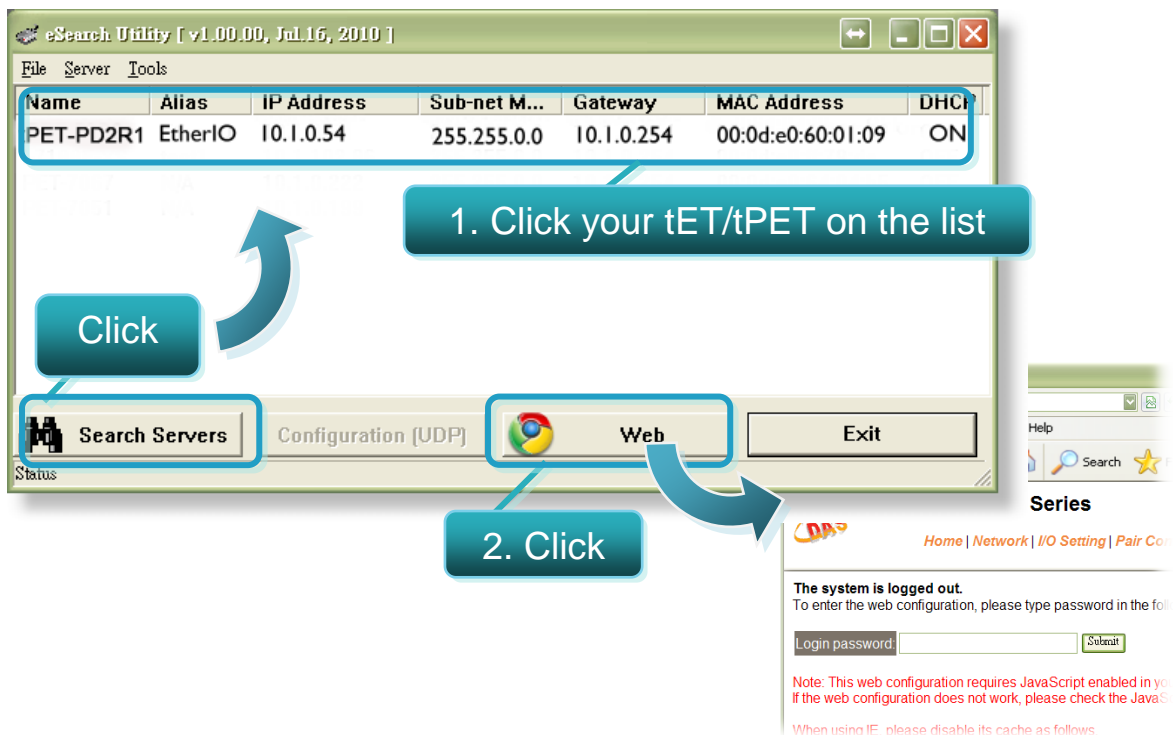 eSearch Utility [ v1.00.00, Jul.16, 2010 ]
File Server Tools
Name Alias IP Address Sub-net M... Gateway MAC Address DHCP
PET-PD2R1 EtherIO 10.1.0.54 255.255.0.0 10.1.0.254 00:0d:e0:60:01:09 ON
1. Click your tET/tPET on the list
Click
Search Servers Configuration (UDP) Web Exit
Status
2. Click
Help
Search
Series
DAS
Home | Network | I/O Setting | Pair Co
The system is logged out.
To enter the web configuration, please type password in the
Login password: Submit
Note: This web configuration requires JavaScript enabled in
If the web configuration does not work, please check the JavaS
When using IE, please disable its cache as follows